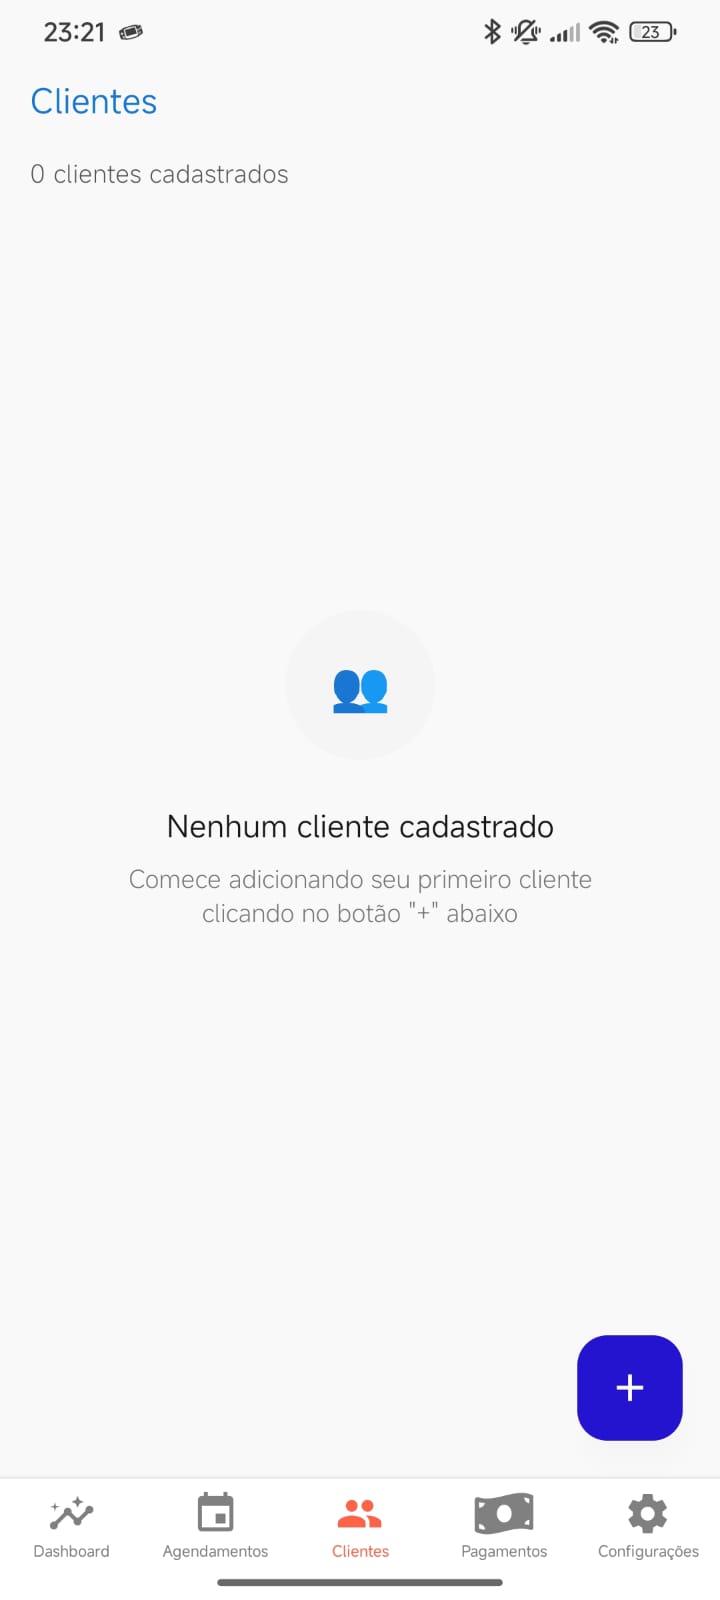 23:21
23
Clientes
0 clientes cadastrados
Nenhum cliente cadastrado
Comece adicionando seu primeiro cliente
clicando no botão "+" abaixo
+
Dashboard
Agendamentos
Clientes
Pagamentos
Configurações